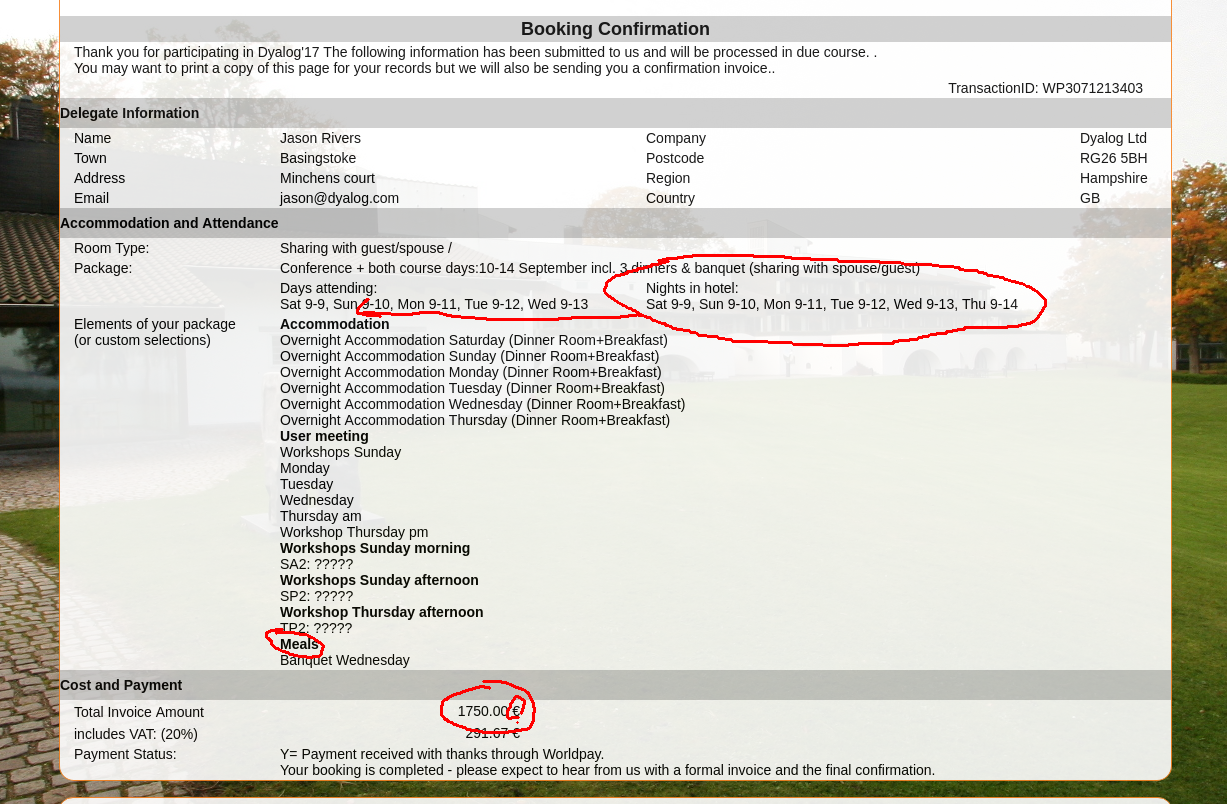 Booking Confirmation
Thank you for participating in Dyalog'17 The following information has been submitted to us and will be processed in due course. .
You may want to print a copy of this page for your records but we will also be sending you a confirmation invoice..
TransactionID: WP3071213403
Delegate Information
Name Jason Rivers Company Dyalog Ltd
Town Basingstoke Postcode RG26 5BH
Address Minchens court Region Hampshire
Email jason@dyalog.com Country GB
Accommodation and Attendance
Room Type: Sharing with guest/spouse /
Package: Conference + both course days:10-14 September incl. 3 dinners & banquet (sharing with spouse/guest)
Days attending: Nights in hotel:
Sat 9-9, Sun 9-10, Mon 9-11, Tue 9-12, Wed 9-13 Sat 9-9, Sun 9-10, Mon 9-11, Tue 9-12, Wed 9-13, Thu 9-14
Elements of your package Accommodation
(or custom selections) Overnight Accommodation Saturday (Dinner Room+Breakfast)
Overnight Accommodation Sunday (Dinner Room+Breakfast)
Overnight Accommodation Monday (Dinner Room+Breakfast)
Overnight Accommodation Tuesday (Dinner Room+Breakfast)
Overnight Accommodation Wednesday (Dinner Room+Breakfast)
Overnight Accommodation Thursday (Dinner Room+Breakfast)
User meeting
Workshops Sunday
Monday
Tuesday
Wednesday
Thursday am
Workshop Thursday pm
Workshops Sunday morning
SA2: ?????
Workshops Sunday afternoon
SP2: ?????
Workshop Thursday afternoon
TP2: ?????
Meals
Banquet Wednesday
Cost and Payment
Total Invoice Amount 1750.00 €
includes VAT: (20%) 291.67 €
Payment Status: Y= Payment received with thanks through Worldpay.
Your booking is completed - please expect to hear from us with a formal invoice and the final confirmation.